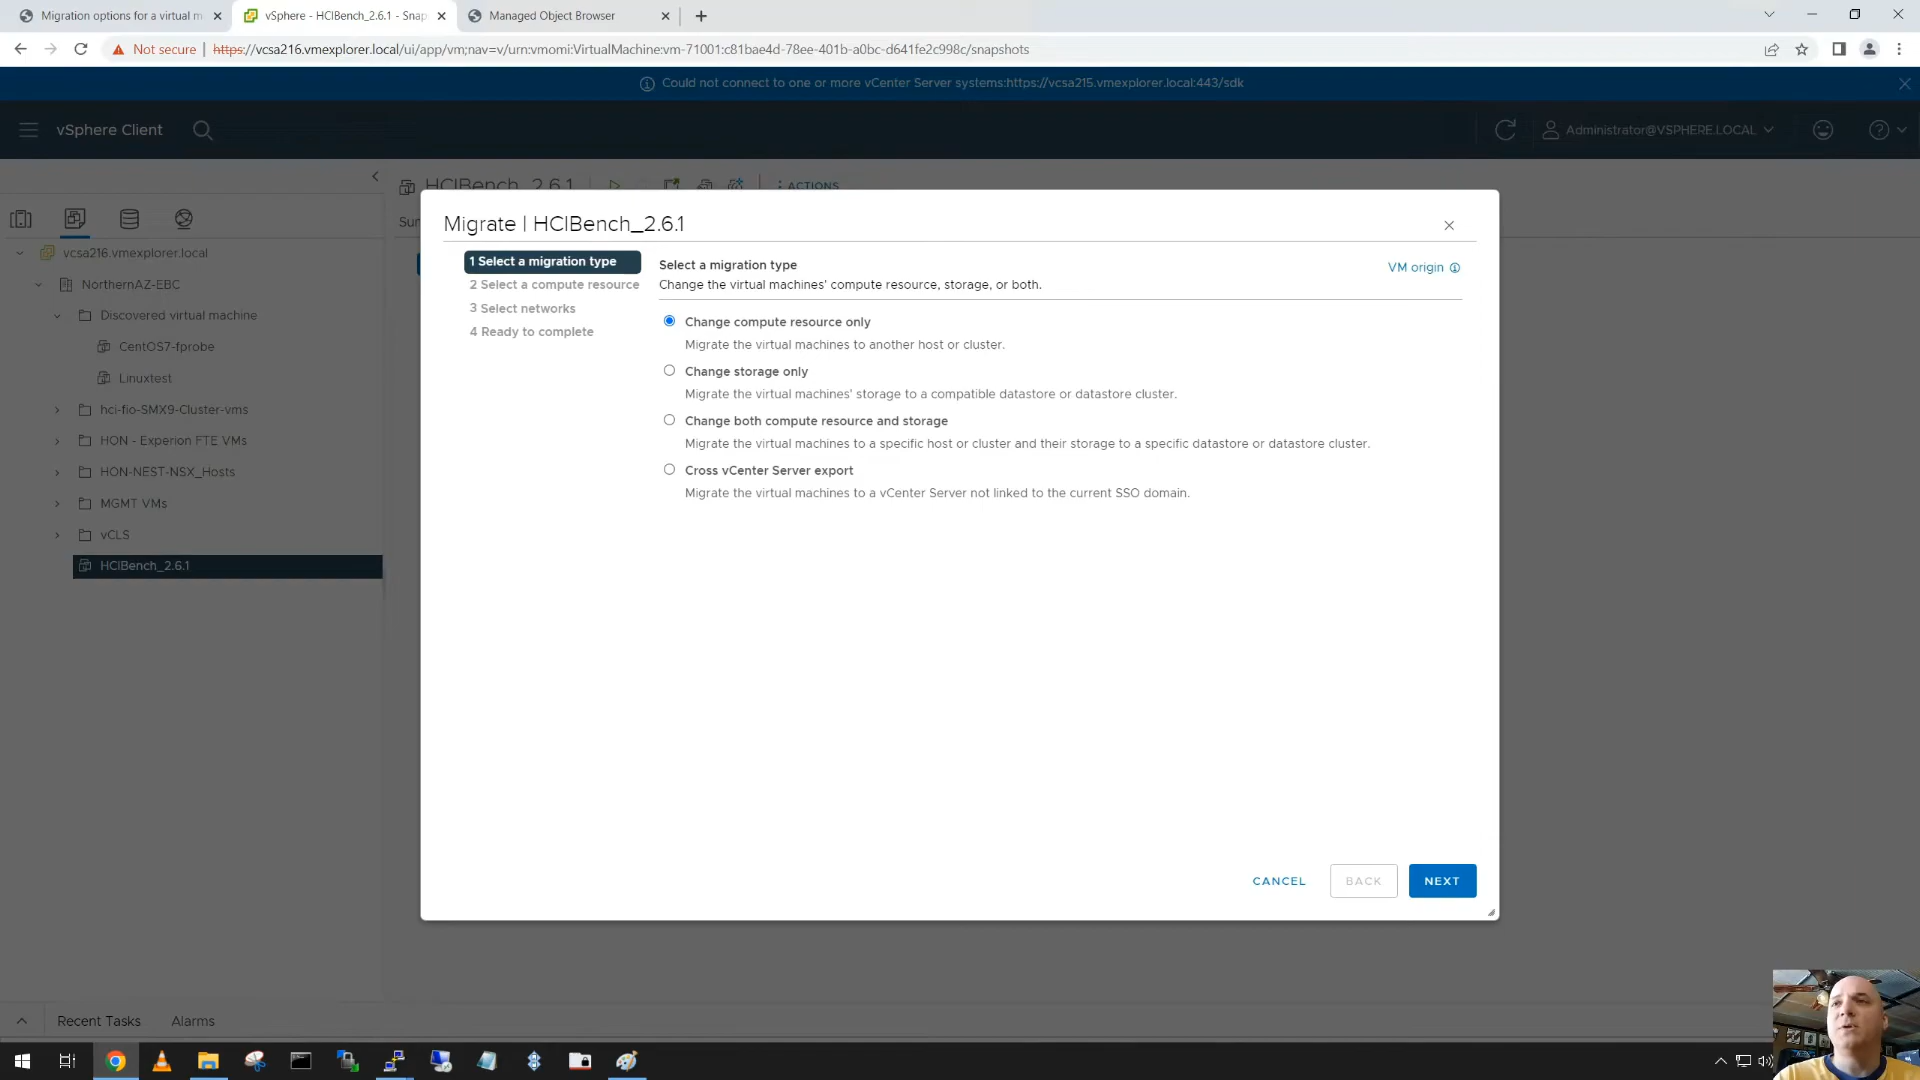 Migration options for a virtual m
vSphere - HCIBench_2.6.1 - Snap
Managed Object Browser
Not secure
https://vcsa216.vmexplorer.local/ui/app/vm;nav=v/urn:vmomi:VirtualMachine:vm-71001:c81bae4d-78ee-401b-a0bc-d641fe2c998c/snapshots
Could not connect to one or more vCenter Server systems:https://vcsa215.vmexplorer.local:443/sdk
vSphere Client
Administrator@VSPHERE.LOCAL
HCIBench_2.6.1
ACTIONS
Sun
vcsa216.vmexplorer.local
NorthernAZ-EBC
Discovered virtual machine
CentOS7-fprobe
Linuxtest
hci-fio-SMX9-Cluster-vms
HON - Experion FTE VMs
HON-NEST-NSX_Hosts
MGMT VMs
vCLS
HCIBench_2.6.1
Migrate | HCIBench_2.6.1
1 Select a migration type
2 Select a compute resource
3 Select networks
4 Ready to complete
Select a migration type
Change the virtual machines' compute resource, storage, or both.
VM origin
Change compute resource only
Migrate the virtual machines to another host or cluster.
Change storage only
Migrate the virtual machines' storage to a compatible datastore or datastore cluster.
Change both compute resource and storage
Migrate the virtual machines to a specific host or cluster and their storage to a specific datastore or datastore cluster.
Cross vCenter Server export
Migrate the virtual machines to a vCenter Server not linked to the current SSO domain.
CANCEL
BACK
NEXT
Recent Tasks
Alarms